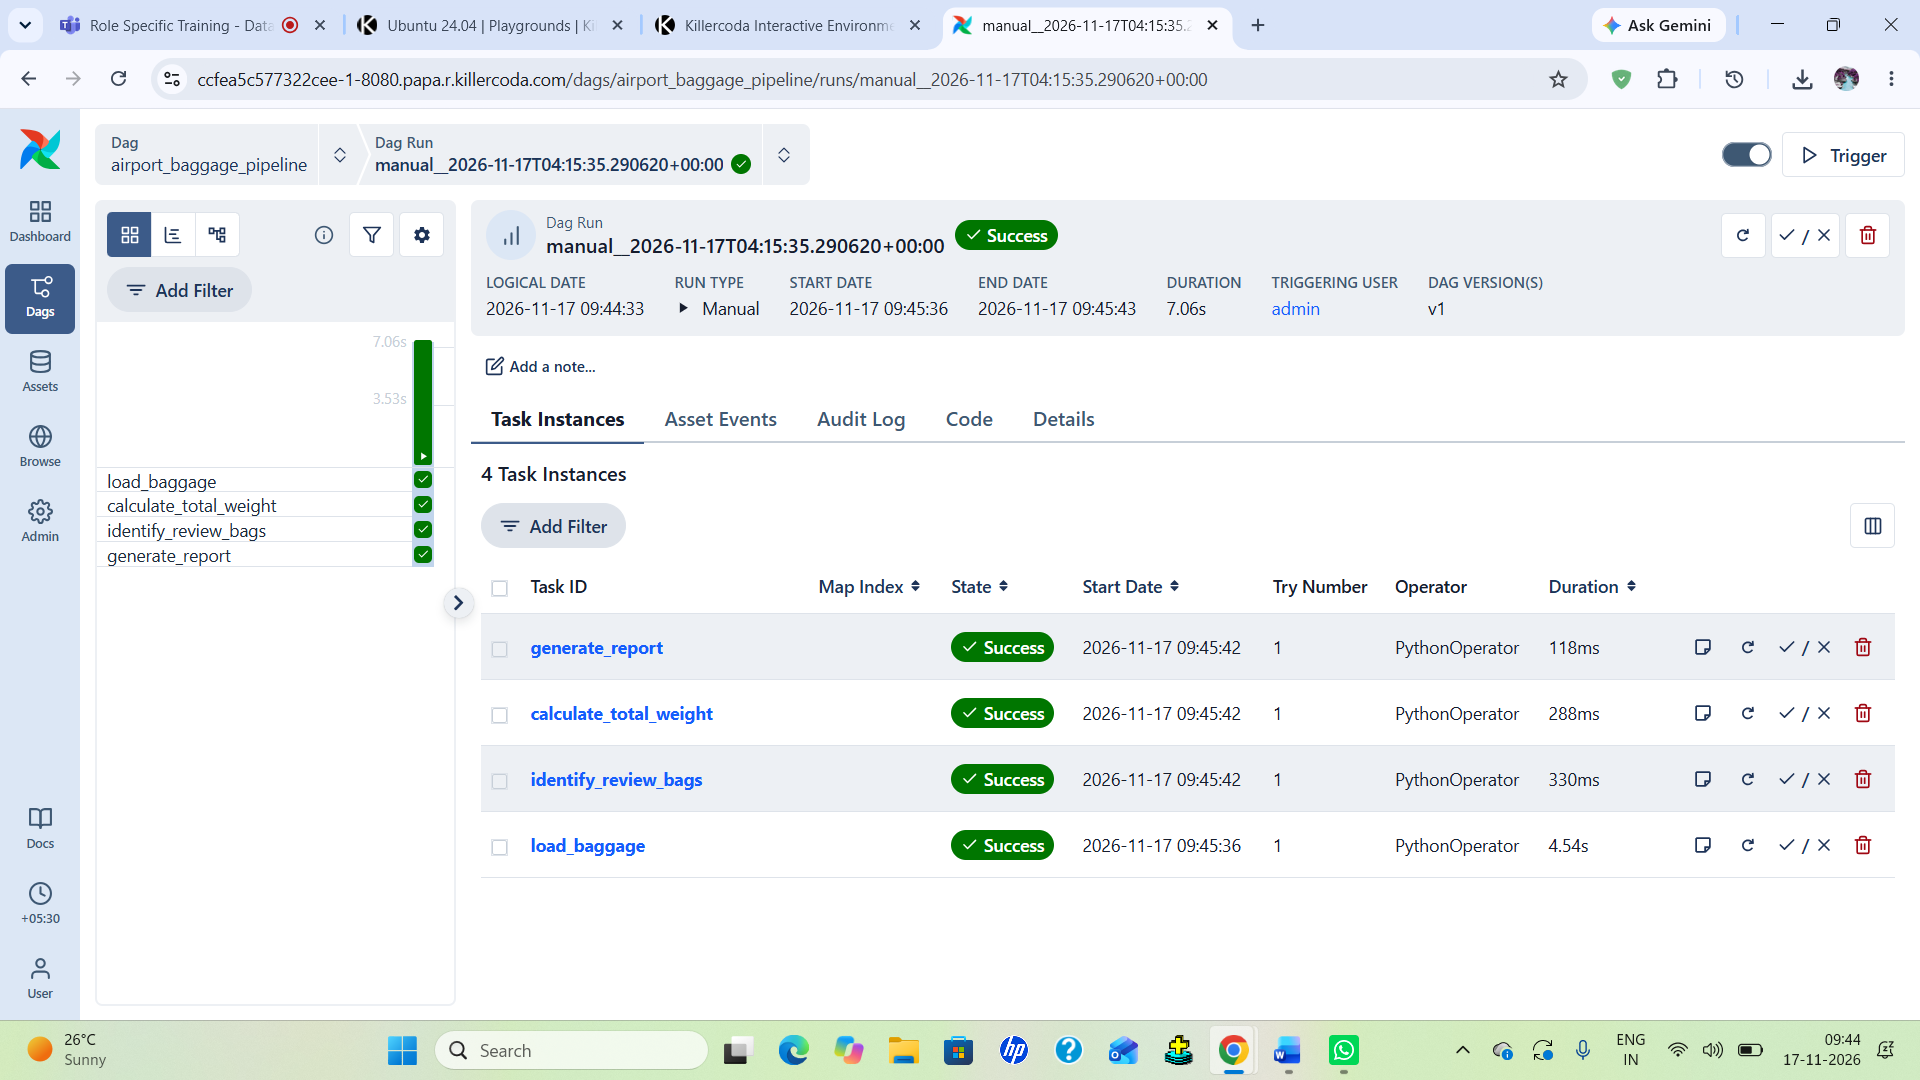 Role Specific Training - Data
Ubuntu 24.04 | Playgrounds | Ki
Killercoda Interactive Environme
manual__2026-11-17T04:15:35.2
Ask Gemini
ccfea5c577322cee-1-8080.papa.r.killercoda.com/dags/airport_baggage_pipeline/runs/manual__2026-11-17T04:15:35.290620+00:00
Dag
airport_baggage_pipeline
Dag Run
manual__2026-11-17T04:15:35.290620+00:00
Trigger
Dashboard
Dags
Assets
Browse
Admin
Docs
+05:30
User
Add Filter
7.06s
3.53s
load_baggage
calculate_total_weight
identify_review_bags
generate_report
Dag Run
manual__2026-11-17T04:15:35.290620+00:00 Success
LOGICAL DATE RUN TYPE START DATE END DATE DURATION TRIGGERING USER DAG VERSION(S)
2026-11-17 09:44:33 Manual 2026-11-17 09:45:36 2026-11-17 09:45:43 7.06s admin v1
Add a note...
Task Instances Asset Events Audit Log Code Details
4 Task Instances
Add Filter
Task ID Map Index State Start Date Try Number Operator Duration
generate_report Success 2026-11-17 09:45:42 1 PythonOperator 118ms
calculate_total_weight Success 2026-11-17 09:45:42 1 PythonOperator 288ms
identify_review_bags Success 2026-11-17 09:45:42 1 PythonOperator 330ms
load_baggage Success 2026-11-17 09:45:36 1 PythonOperator 4.54s
26°C
Sunny
Search
ENG
IN
09:44
17-11-2026